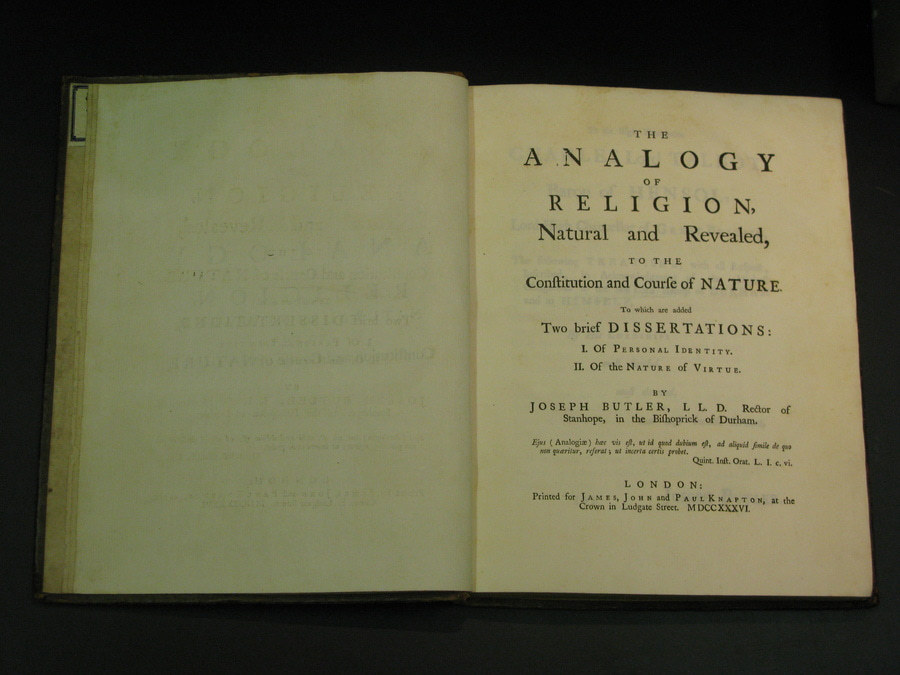 THE
ANALOGY
OF
RELIGION,
Natural and Revealed,
TO THE
Conſtitution and Courſe of NATURE.
To which are added
Two brief DISSERTATIONS:
I. Of PERSONAL IDENTITY.
II. Of the NATURE of VIRTUE.
BY
JOSEPH BUTLER, L L. D. Rector of
Stanhope, in the Biſhoprick of Durham.
Ejus (Analogiæ) hæc vis eſt, ut id quod dubium eſt, ad aliquid ſimile de quo
non quæritur, referat; ut incerta certis probet.
Quint. Inſt. Orat. L. I. c. vi.
LONDON:
Printed for JAMES, JOHN and PAUL KNAPTON, at the
Crown in Ludgate Street. MDCCXXXVI.